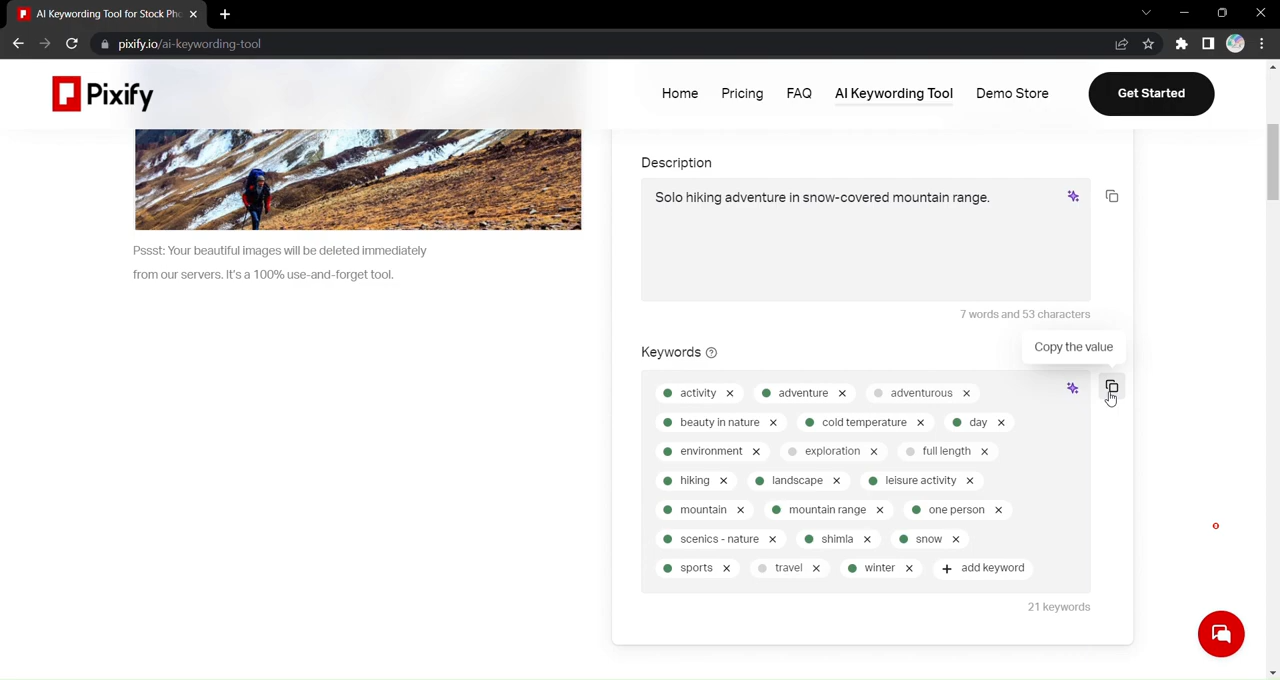 AI Keywording Tool for Stock Pho
pixify.io/ai-keywording-tool
Pixify
Home Pricing FAQ AI Keywording Tool Demo Store Get Started
Description
Solo hiking adventure in snow-covered mountain range.
Pssst: Your beautiful images will be deleted immediately
from our servers. It's a 100% use-and-forget tool.
7 words and 53 characters
Copy the value
Keywords
activity adventure adventurous
beauty in nature cold temperature day
environment exploration full length
hiking landscape leisure activity
mountain mountain range one person
scenics - nature shimla snow
sports travel winter + add keyword
21 keywords